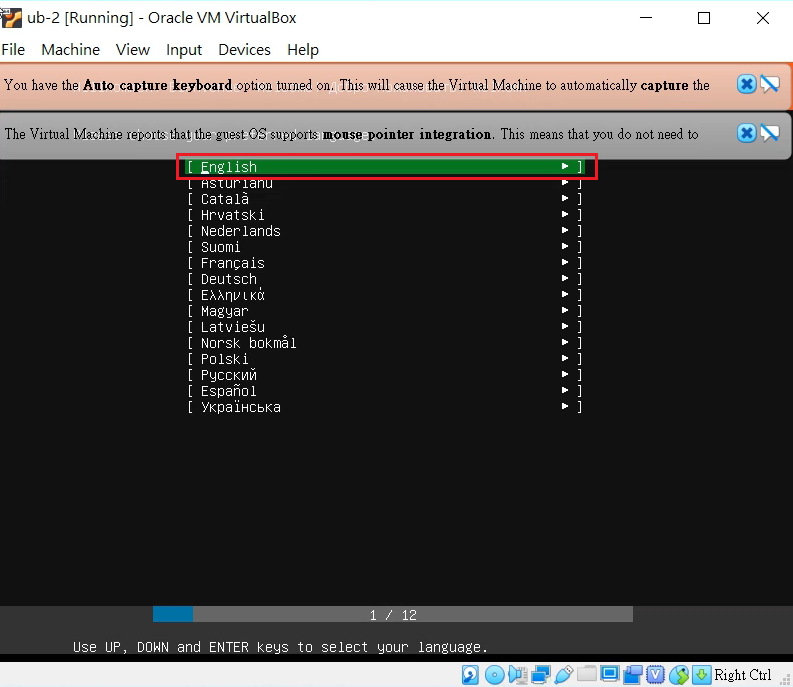 ub-2 [Running] - Oracle VM VirtualBox
File Machine View Input Devices Help
You have the Auto capture keyboard option turned on. This will cause the Virtual Machine to automatically capture the
The Virtual Machine reports that the guest OS supports mouse pointer integration. This means that you do not need to
[ English ▸ ]
[ Asturianu ▸ ]
[ Català ▸ ]
[ Hrvatski ▸ ]
[ Nederlands ▸ ]
[ Suomi ▸ ]
[ Français ▸ ]
[ Deutsch ▸ ]
[ Ελληνικά ▸ ]
[ Magyar ▸ ]
[ Latviešu ▸ ]
[ Norsk bokmål ▸ ]
[ Polski ▸ ]
[ Русский ▸ ]
[ Español ▸ ]
[ Українська ▸ ]
1 / 12
Use UP, DOWN and ENTER keys to select your language.
Right Ctrl